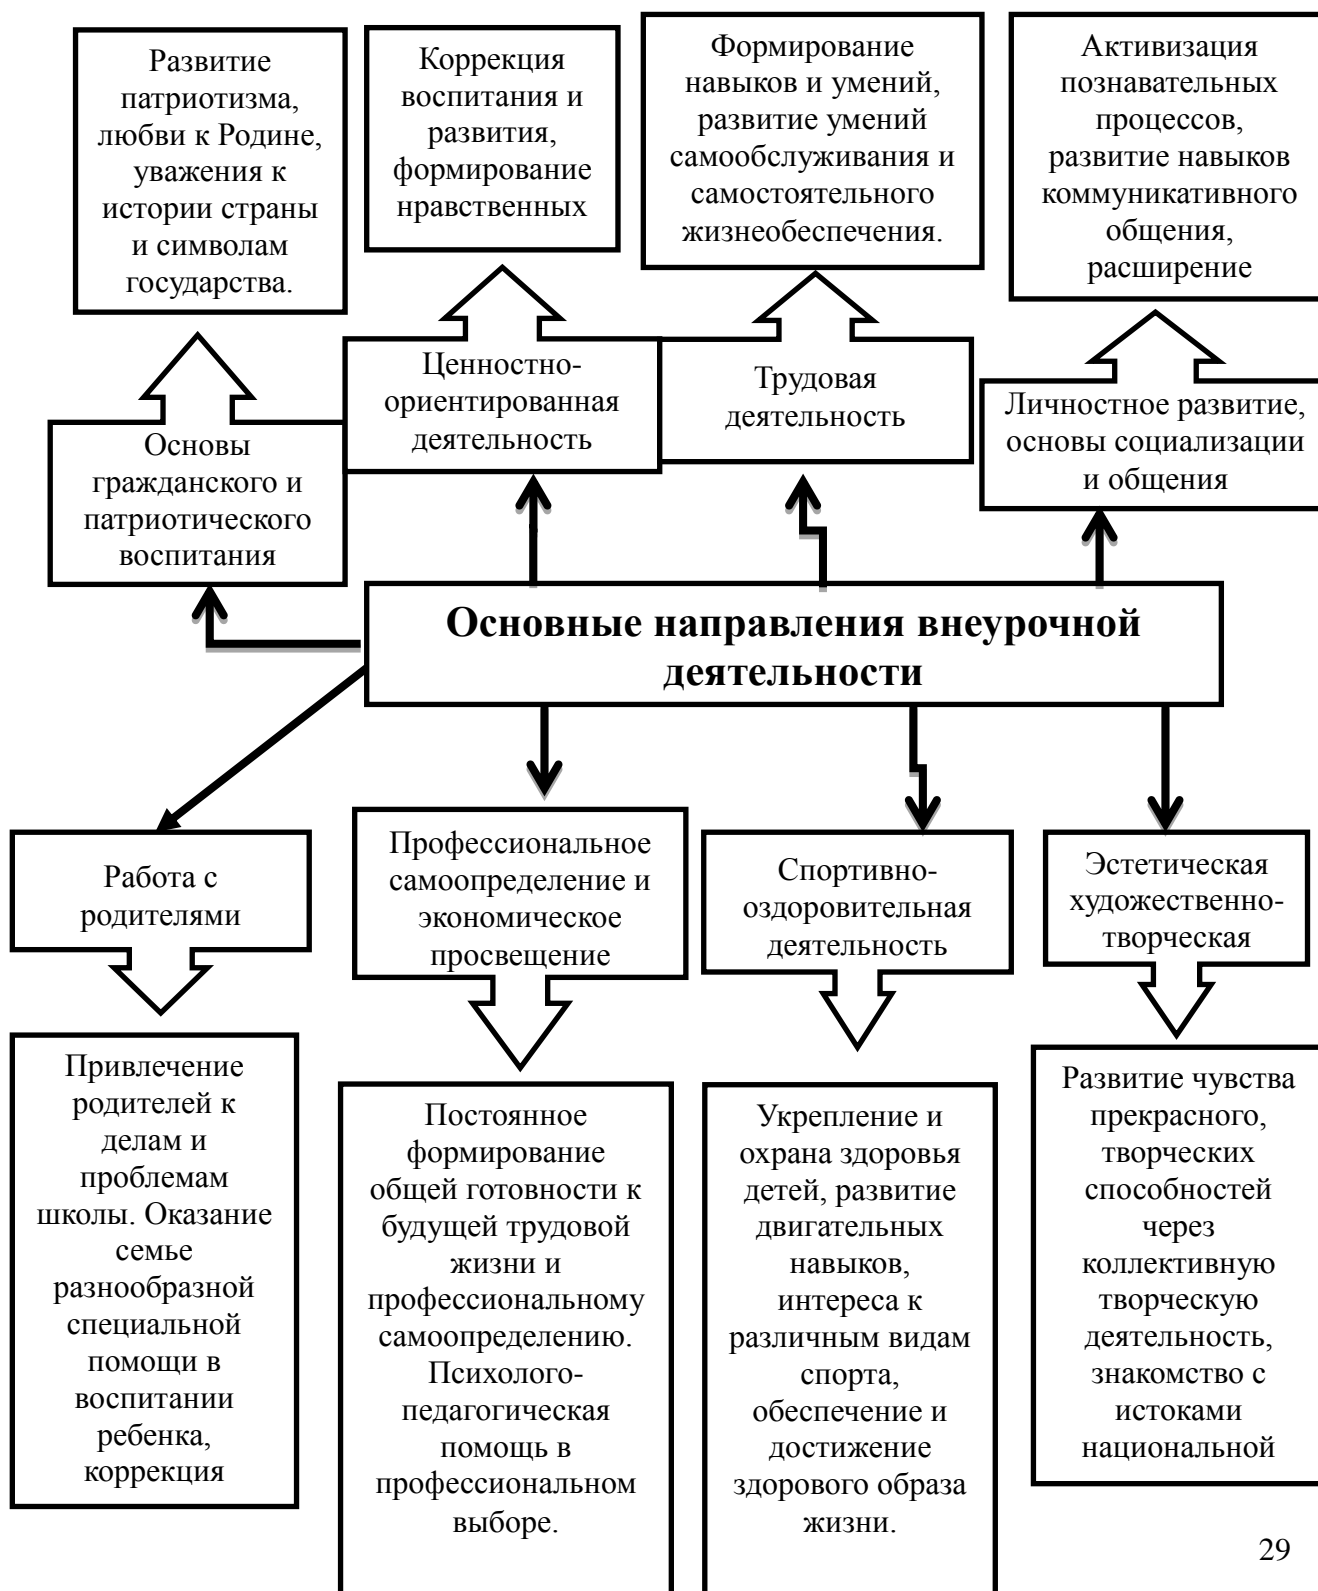 Развитие
патриотизма,
любви к Родине,
уважения к
истории страны
и символам
государства.
Коррекция
воспитания и
развития,
формирование
нравственных
Формирование
навыков и умений,
развитие умений
самообслуживания и
самостоятельного
жизнеобеспечения.
Активизация
познавательных
процессов,
развитие навыков
коммуникативного
общения,
расширение
Основы
гражданского и
патриотического
воспитания
Ценностно-
ориентированная
деятельность
Трудовая
деятельность
Личностное развитие,
основы социализации
и общения
Основные направления внеурочной
деятельности
Работа с
родителями
Профессиональное
самоопределение и
экономическое
просвещение
Спортивно-
оздоровительная
деятельность
Эстетическая
художественно-
творческая
Привлечение
родителей к
делам и
проблемам
школы. Оказание
семье
разнообразной
специальной
помощи в
воспитании
ребенка,
коррекция
Постоянное
формирование
общей готовности к
будущей трудовой
жизни и
профессиональному
самоопределению.
Психолого-
педагогическая
помощь в
профессиональном
выборе.
Укрепление и
охрана здоровья
детей, развитие
двигательных
навыков,
интереса к
различным видам
спорта,
обеспечение и
достижение
здорового образа
жизни.
Развитие чувства
прекрасного,
творческих
способностей
через
коллективную
творческую
деятельность,
знакомство с
истоками
национальной
29